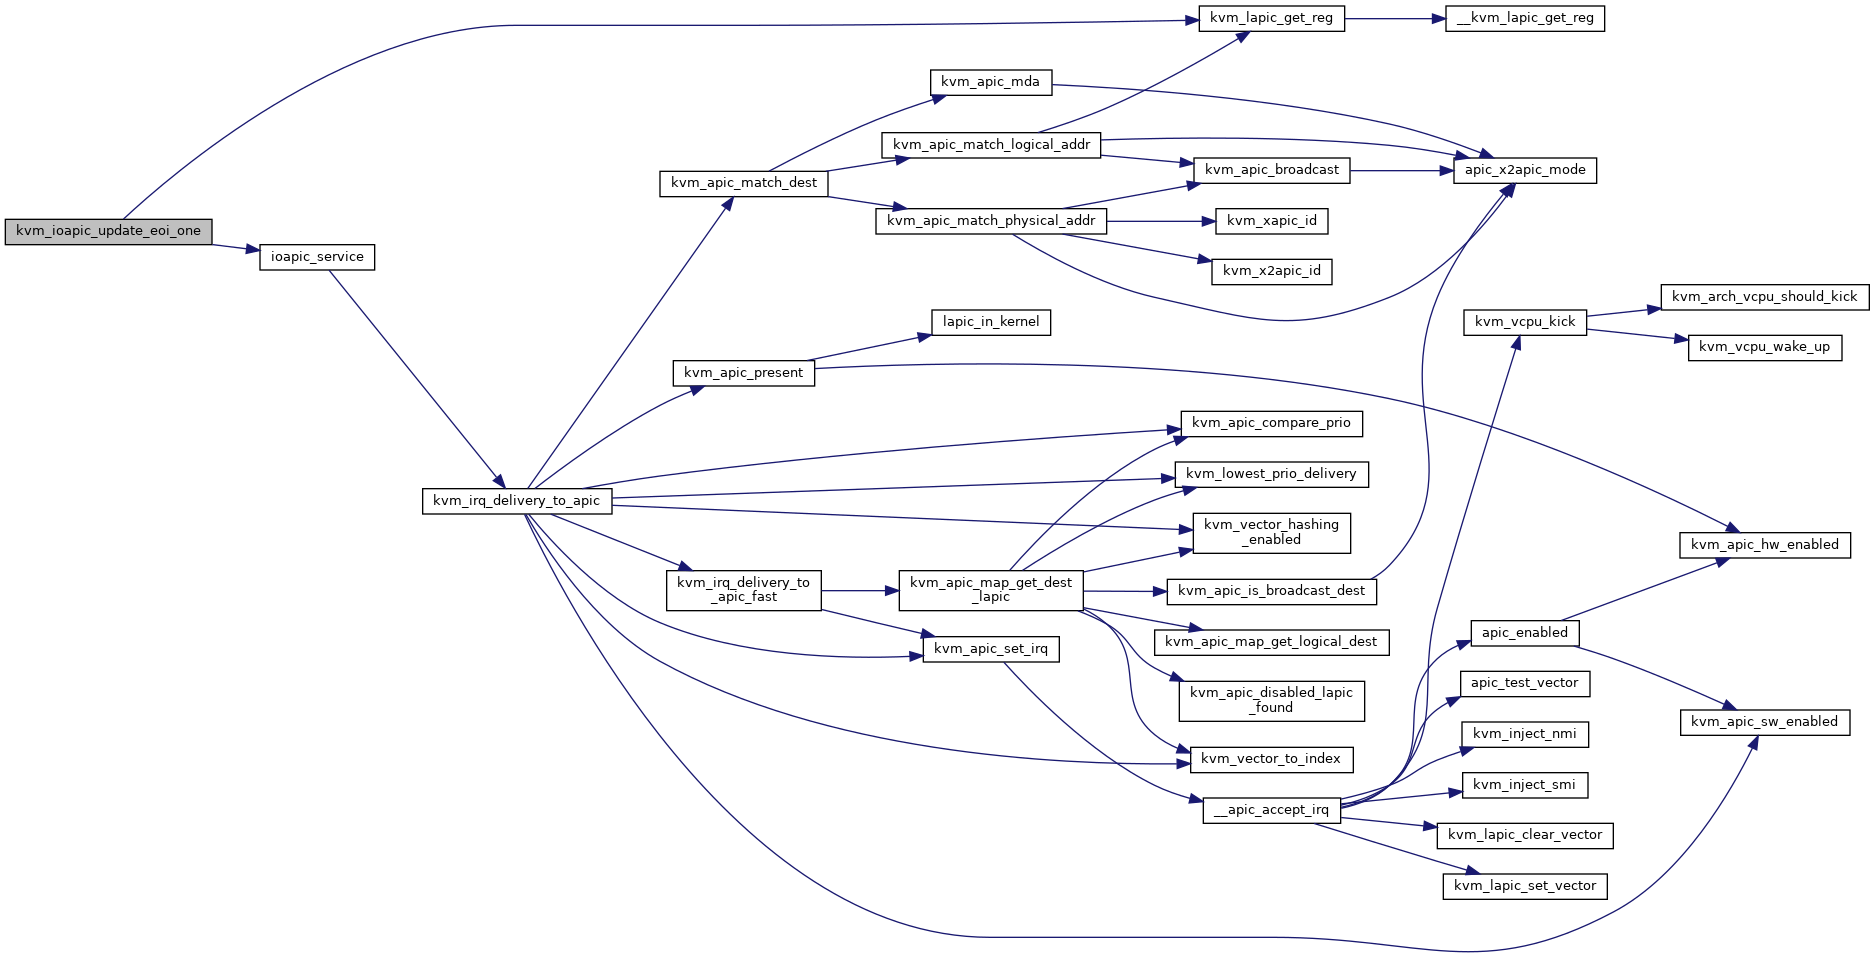 kvm_lapic_get_reg
__kvm_lapic_get_reg
kvm_apic_mda
kvm_apic_match_logical_addr
kvm_apic_broadcast
apic_x2apic_mode
kvm_apic_match_dest
kvm_apic_match_physical_addr
kvm_xapic_id
kvm_ioapic_update_eoi_one
ioapic_service
kvm_x2apic_id
kvm_arch_vcpu_should_kick
lapic_in_kernel
kvm_vcpu_kick
kvm_vcpu_wake_up
kvm_apic_present
kvm_apic_compare_prio
kvm_lowest_prio_delivery
kvm_irq_delivery_to_apic
kvm_vector_hashing
_enabled
kvm_apic_hw_enabled
kvm_irq_delivery_to
_apic_fast
kvm_apic_map_get_dest
_lapic
kvm_apic_is_broadcast_dest
apic_enabled
kvm_apic_map_get_logical_dest
kvm_apic_set_irq
apic_test_vector
kvm_apic_disabled_lapic
_found
kvm_apic_sw_enabled
kvm_inject_nmi
kvm_vector_to_index
kvm_inject_smi
__apic_accept_irq
kvm_lapic_clear_vector
kvm_lapic_set_vector